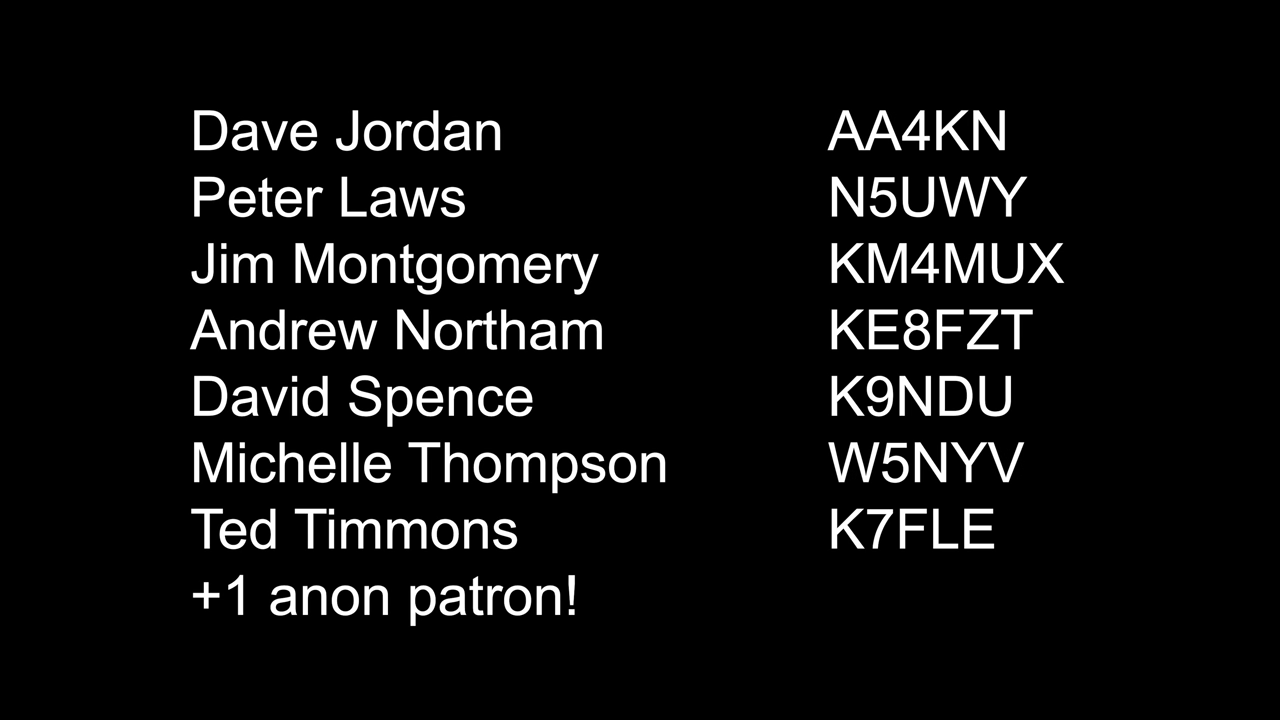 Dave Jordan AA4KN
Peter Laws N5UWY
Jim Montgomery KM4MUX
Andrew Northam KE8FZT
David Spence K9NDU
Michelle Thompson W5NYV
Ted Timmons K7FLE
+1 anon patron!